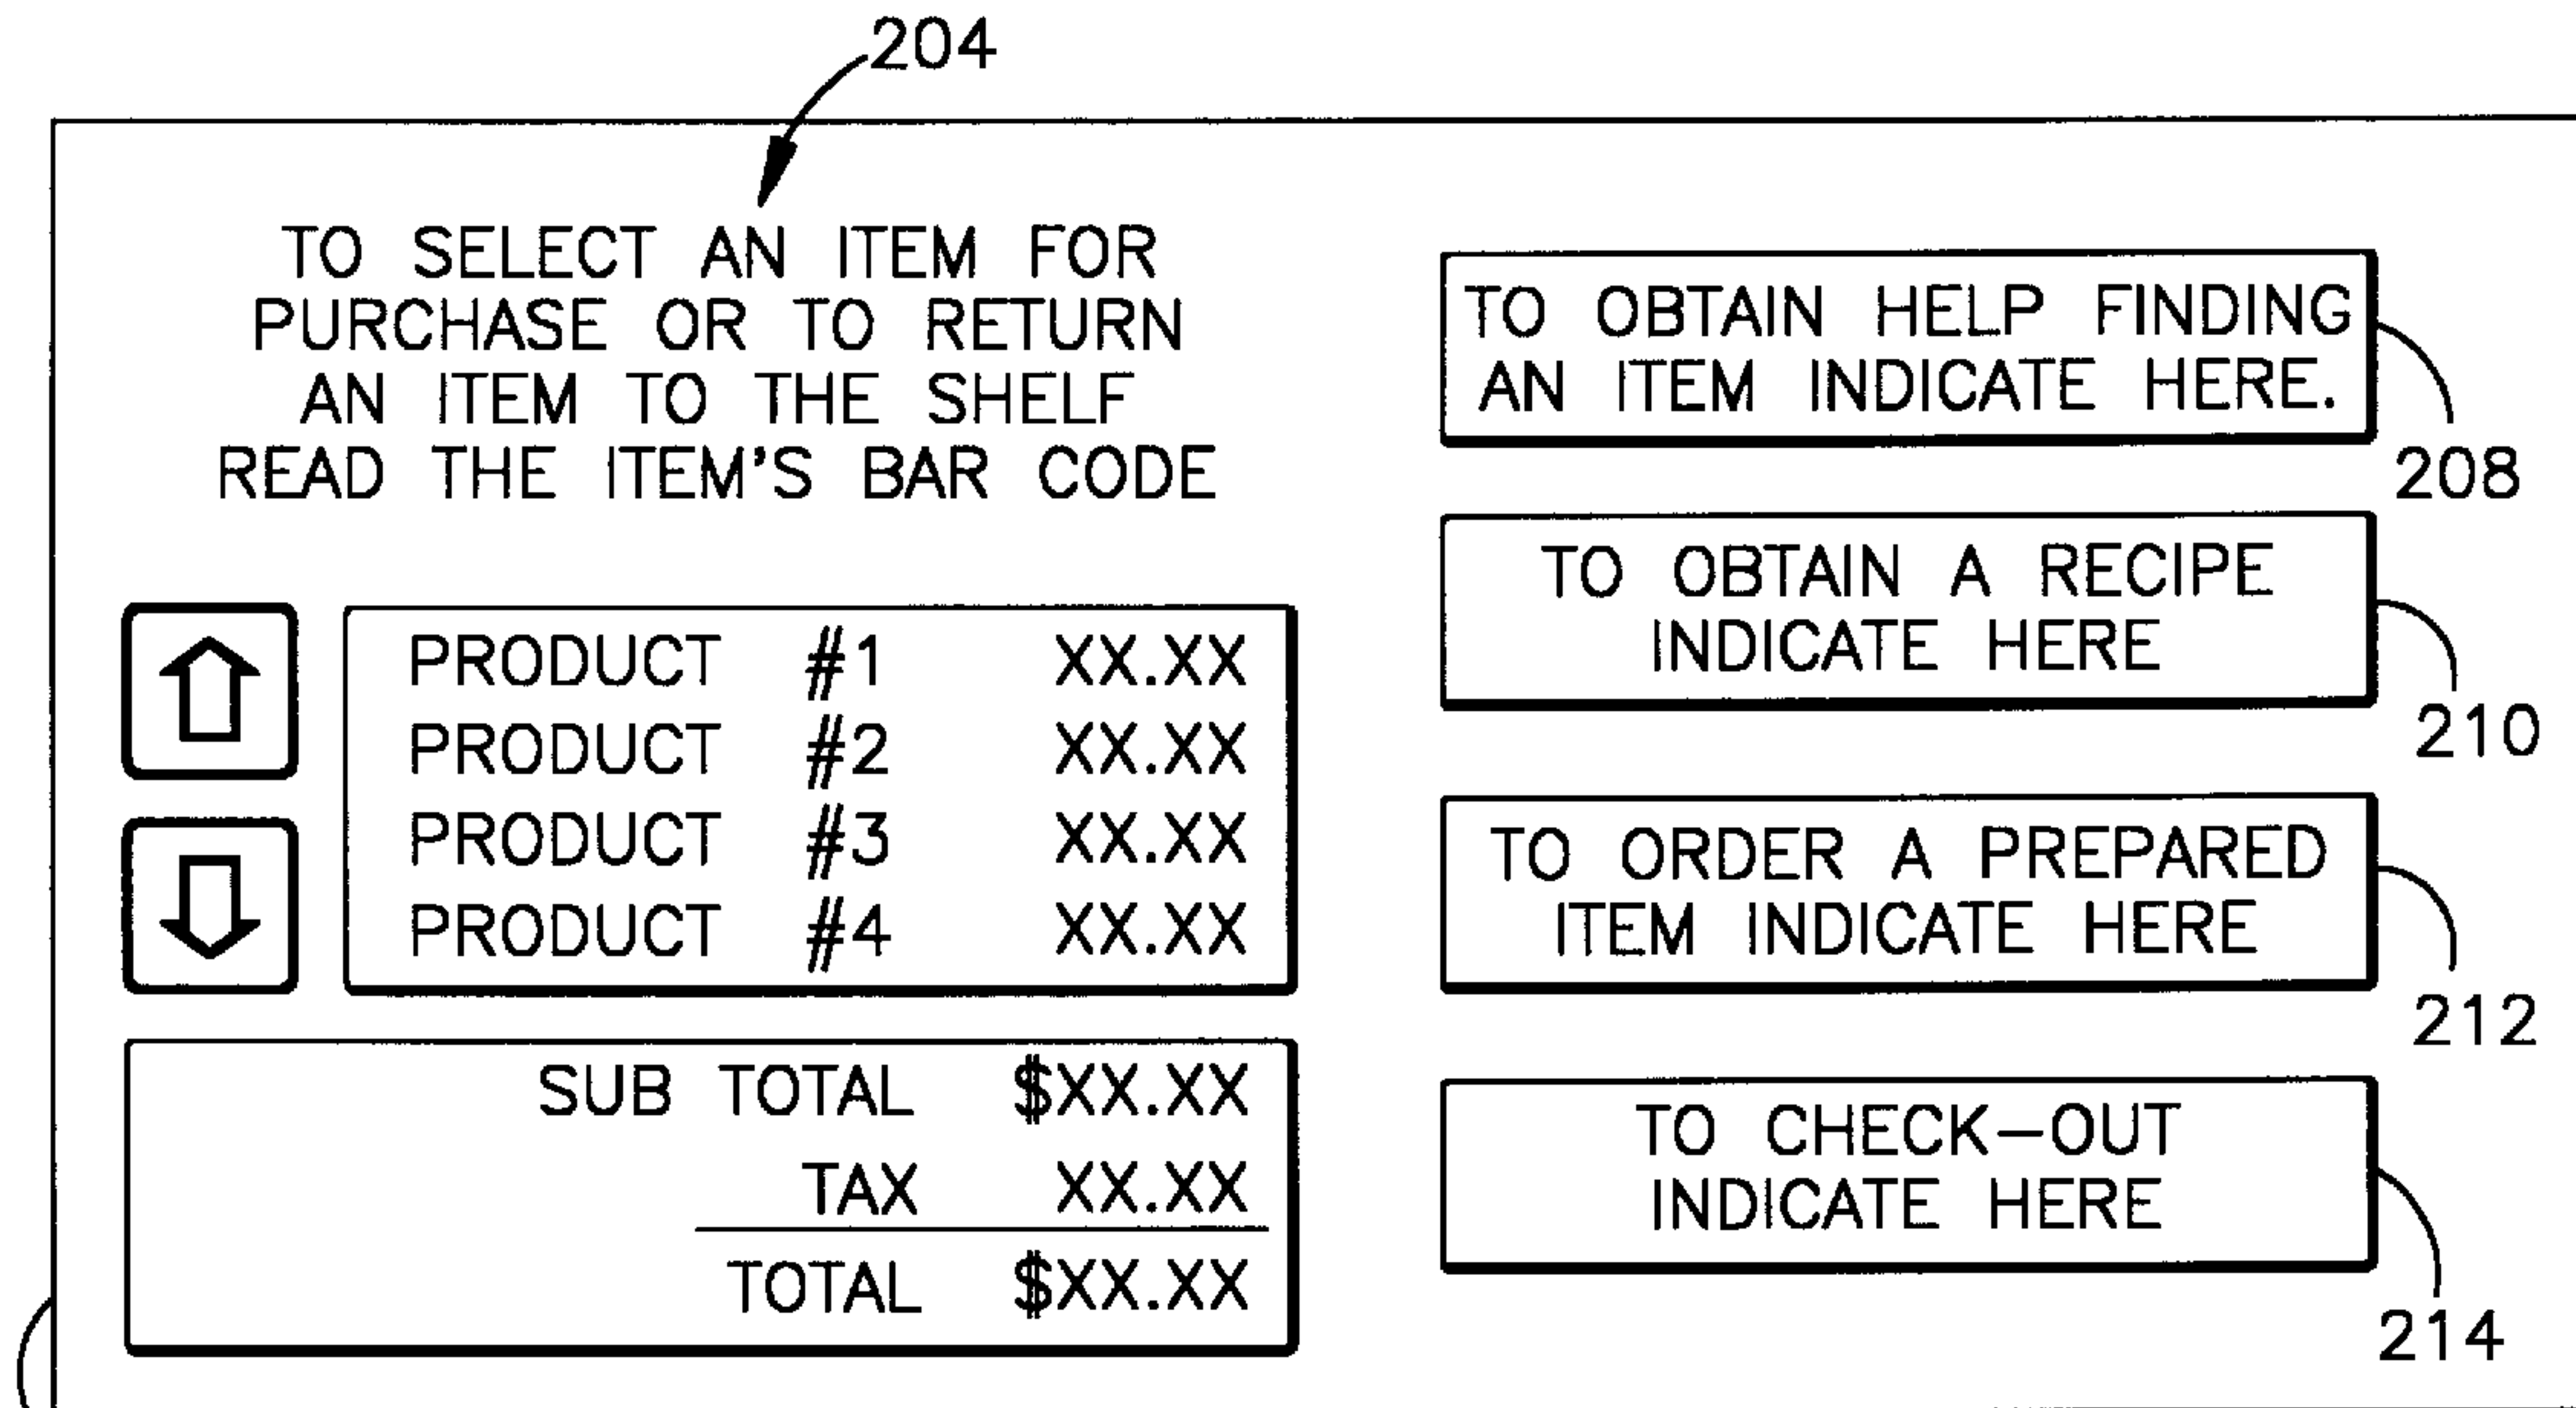 204
TO SELECT AN ITEM FOR
PURCHASE OR TO RETURN
AN ITEM TO THE SHELF
READ THE ITEM'S BAR CODE
PRODUCT #1 XX.XX
PRODUCT #2 XX.XX
PRODUCT #3 XX.XX
PRODUCT #4 XX.XX
SUB TOTAL $XX.XX
TAX XX.XX
TOTAL $XX.XX
TO OBTAIN HELP FINDING
AN ITEM INDICATE HERE.
208
TO OBTAIN A RECIPE
INDICATE HERE
210
TO ORDER A PREPARED
ITEM INDICATE HERE
212
TO CHECK-OUT
INDICATE HERE
214